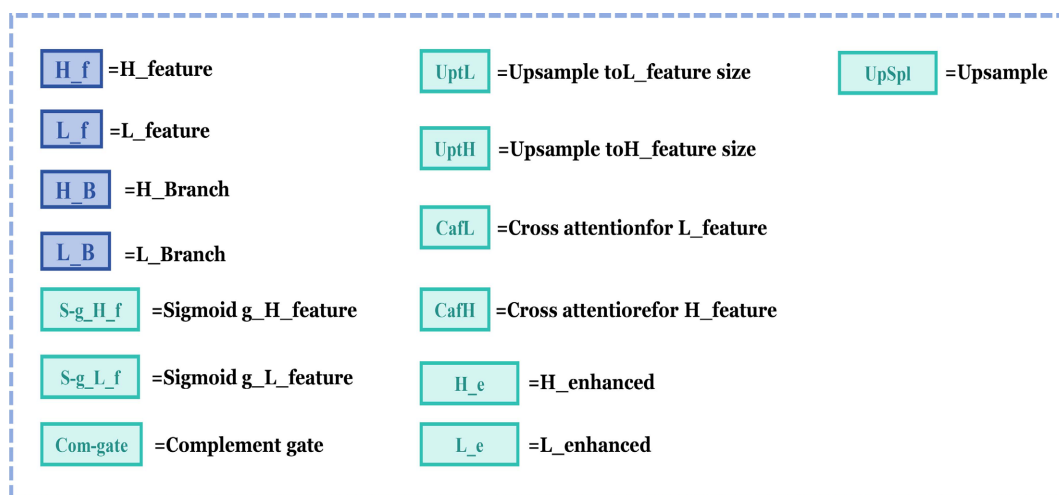 H_f =H_feature
L_f =L_feature
H_B =H_Branch
L_B =L_Branch
S-g_H_f =Sigmoid g_H_feature
S-g_L_f =Sigmoid g_L_feature
Com-gate =Complement gate
UptL =Upsample toL_feature size
UptH =Upsample toH_feature size
CafL =Cross attentionfor L_feature
CafH =Cross attentiorefor H_feature
H_e =H_enhanced
L_e =L_enhanced
UpSpl =Upsample